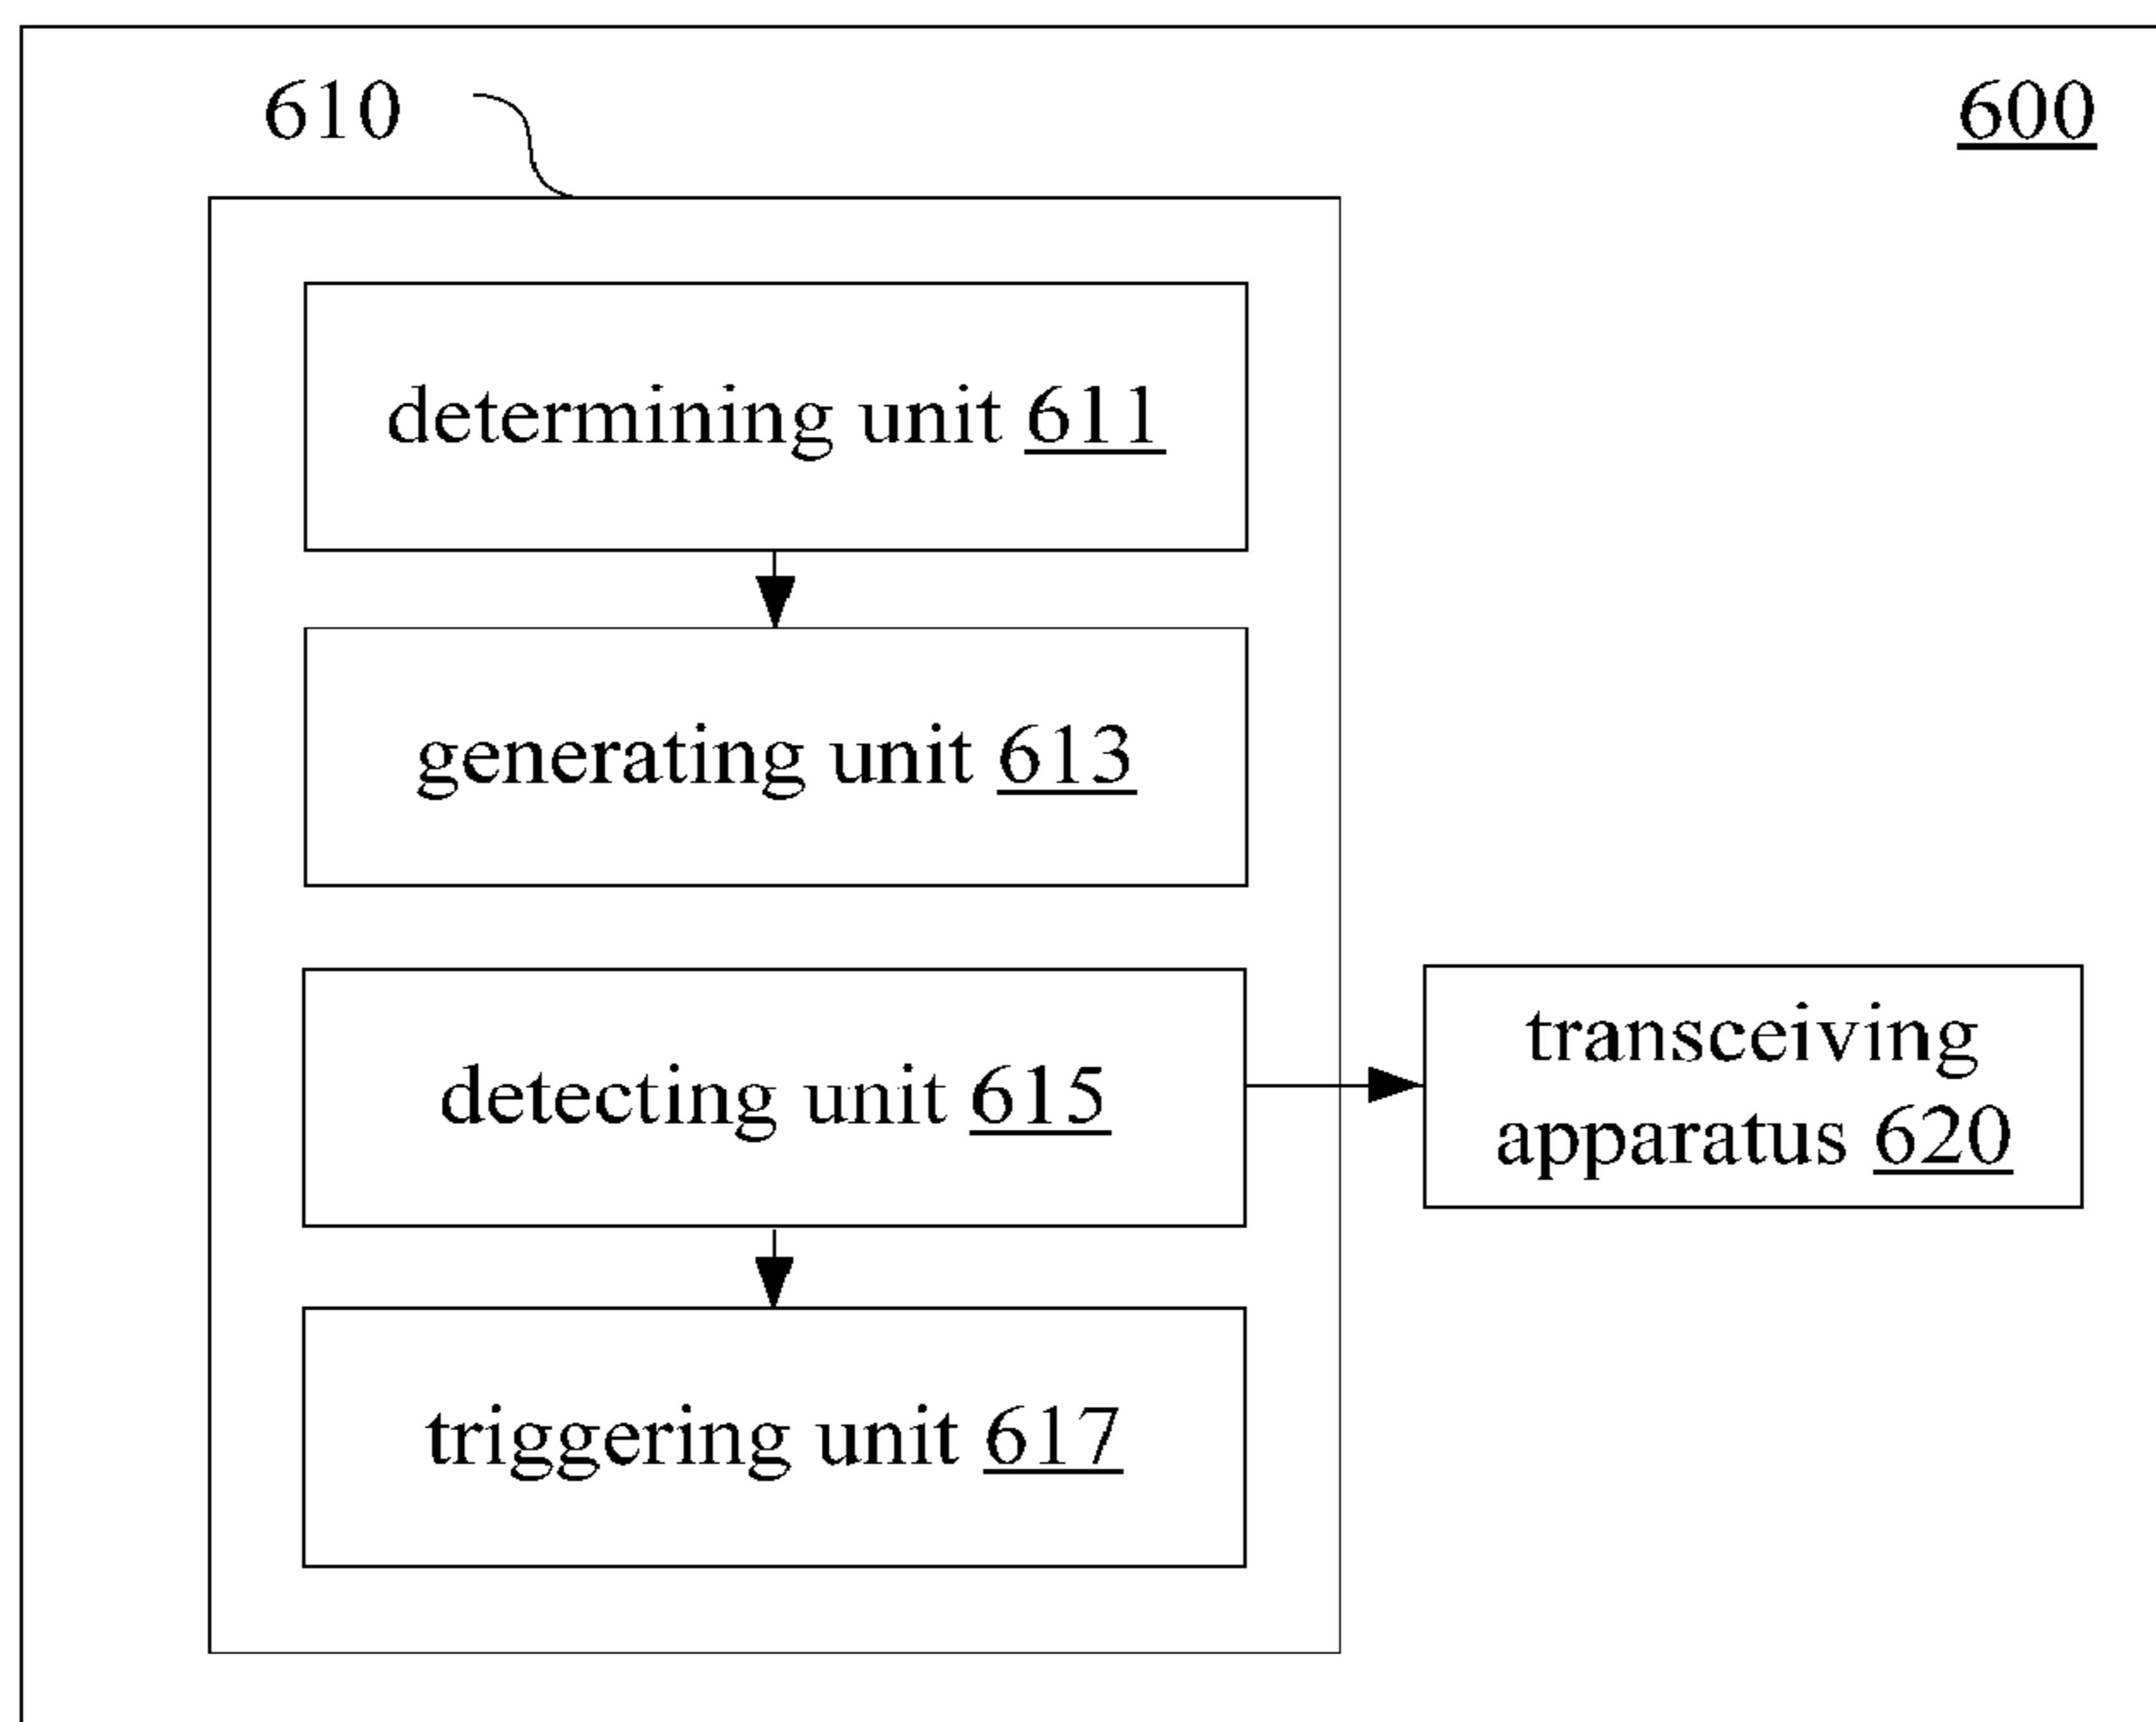 610
600
determining unit 611
generating unit 613
detecting unit 615
transceiving
apparatus 620
triggering unit 617